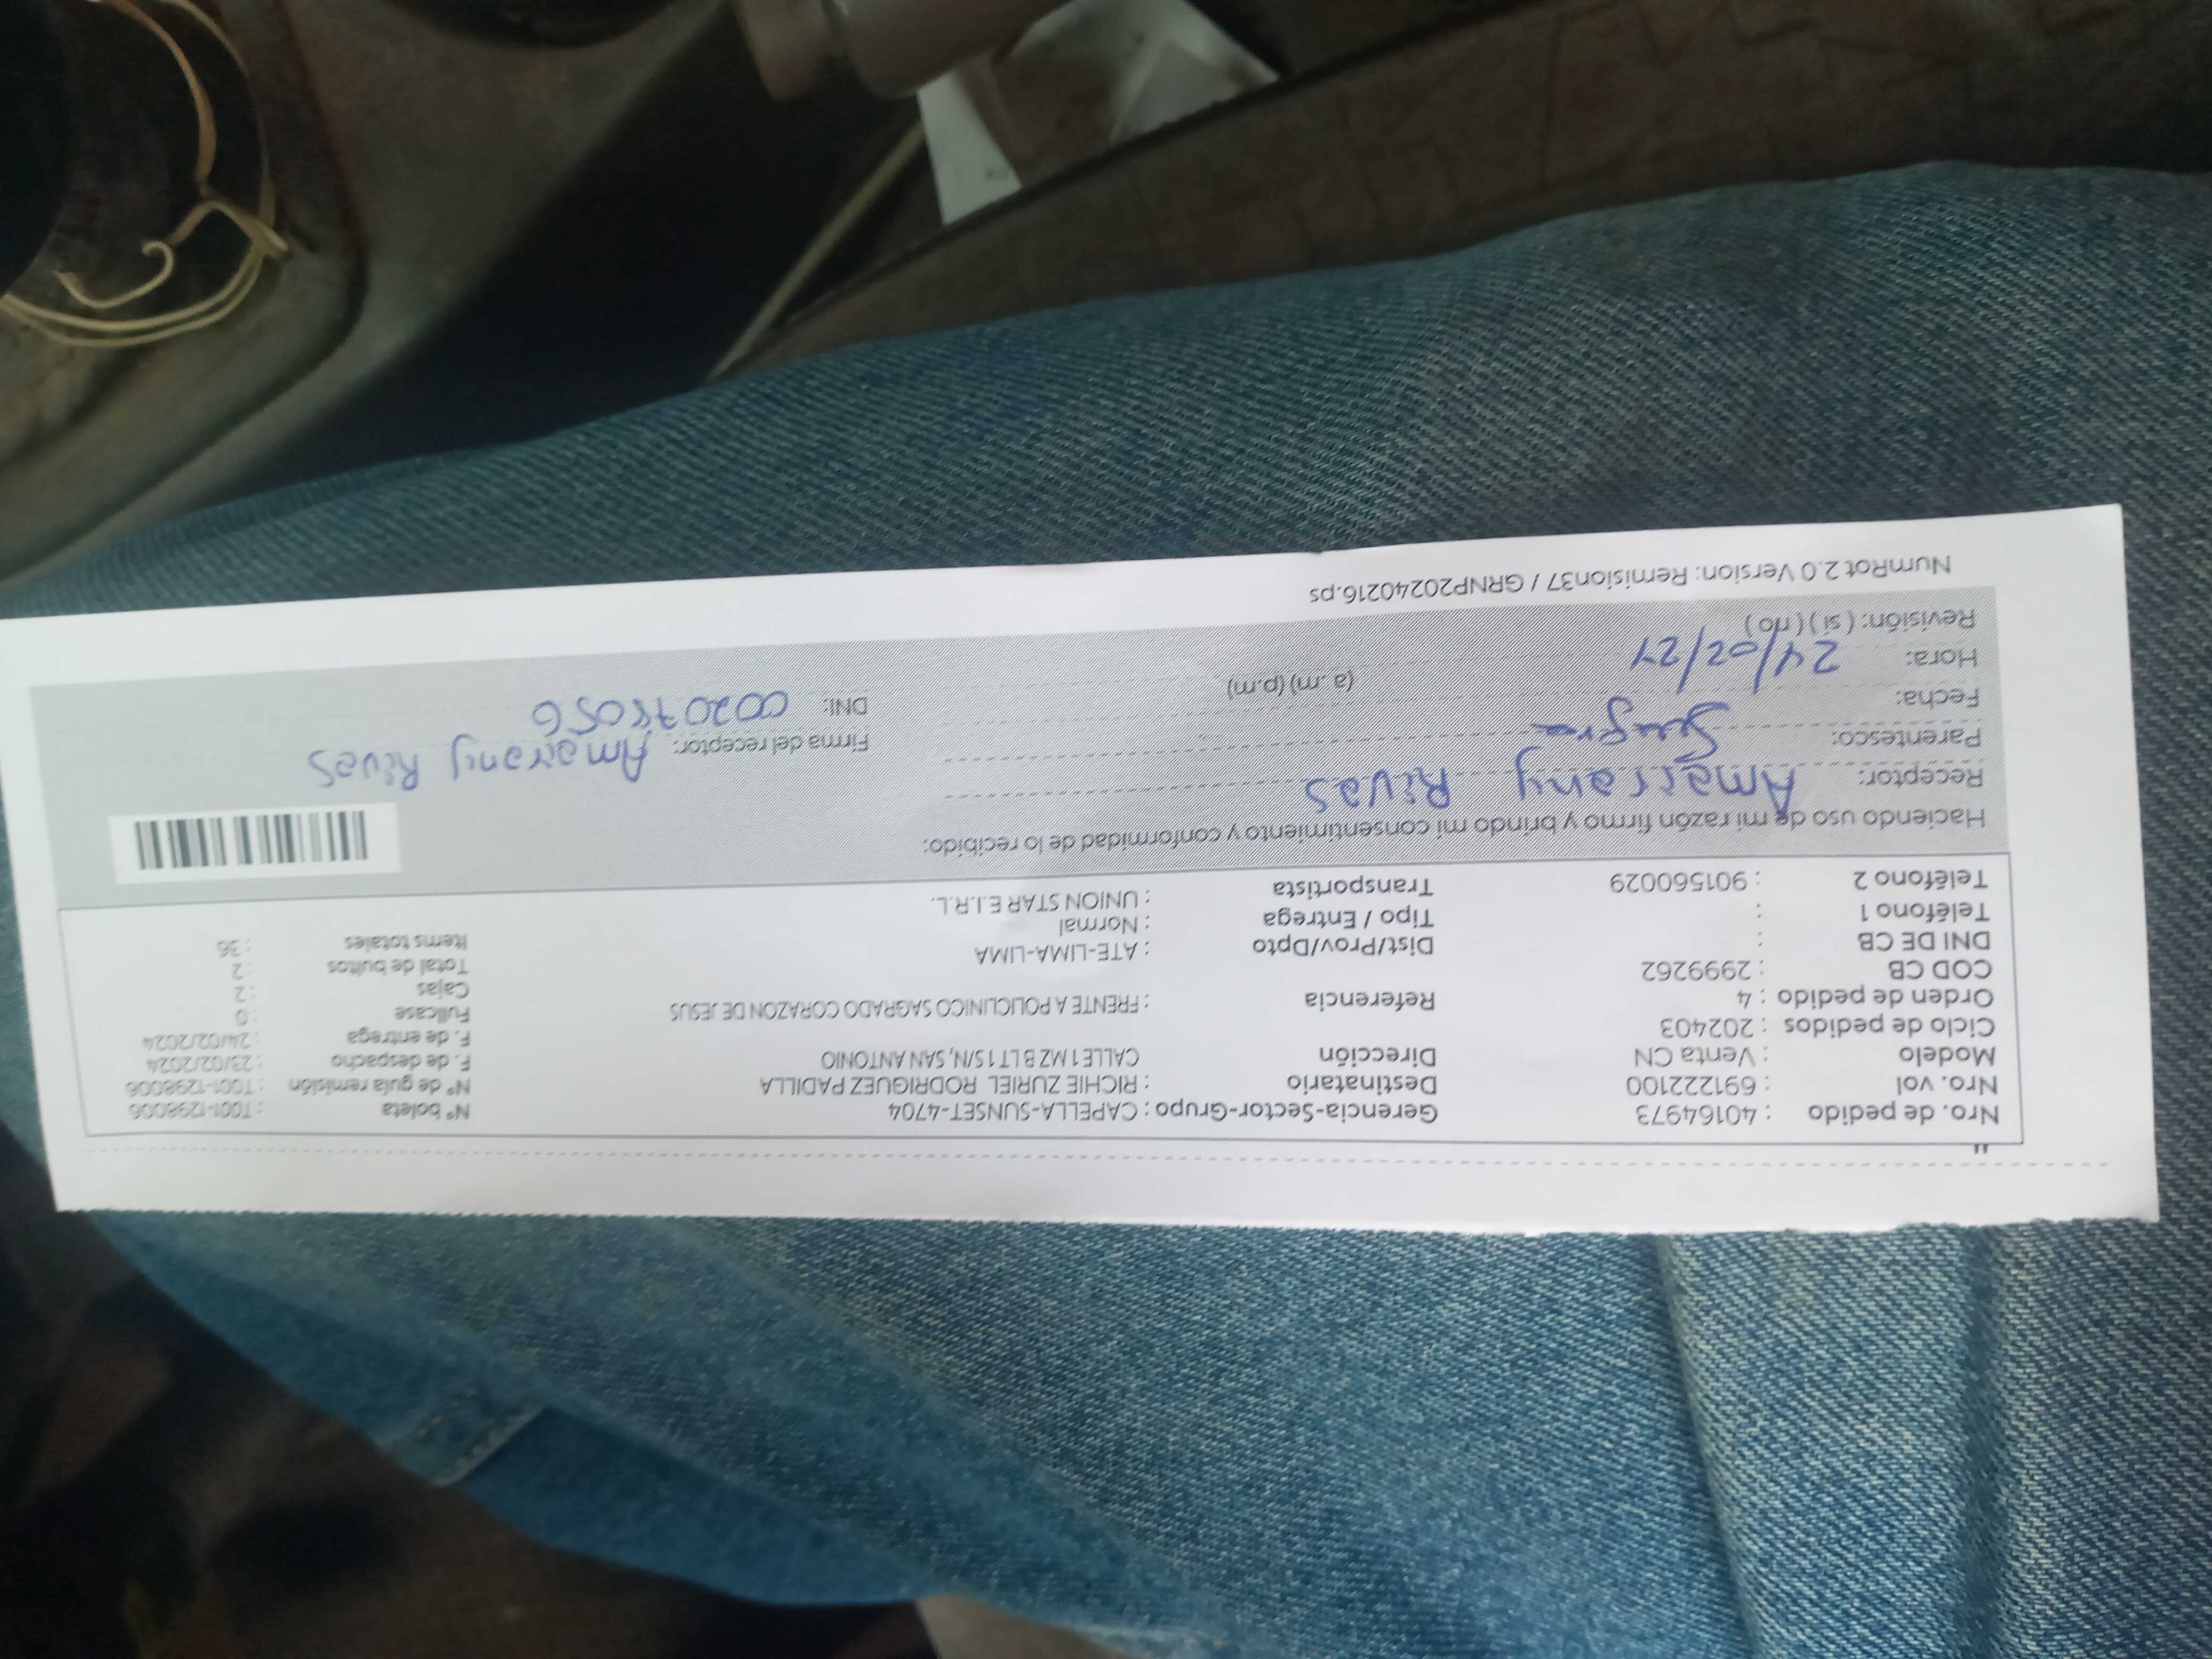 "
Nro. de pedido : 40164973 Gerencia-Sector-Grupo : CAPELLA-SUNSET-4704 N° boleta : T001-1298006
Nro. vol : 691222100 Destinatario : RICHIE ZURIEL RODRIGUEZ PADILLA N° de guía remisión : T001-1298006
Modelo : Venta CN Dirección CALLE 1 MZ B LT 1 S/N, SAN ANTONIO F. de despacho : 23/02/2024
Ciclo de pedidos : 202403 F. de entrega : 24/02/2024
Orden de pedido : 4 Referencia : FRENTE A POLICLINICO SAGRADO CORAZON DE JESUS Fullcase : 0
COD CB : 2999262 Cajas : 2
DNI DE CB : Dist/Prov/Dpto : ATE-LIMA-LIMA Total de bultos : 2
Teléfono 1 : Tipo / Entrega : Normal Items totales : 36
Teléfono 2 : 901560029 Transportista : UNION STAR E.I.R.L.
Haciendo uso de mi razón firmo y brindo mi consentimiento y conformidad de lo recibido:
Receptor: Amairany Rivas
Parentesco: Suegra Firma del receptor: Amairany Rivas
Fecha: DNI: 002078056
Hora: 24/02/24 (a.m) (p.m)
Revisión: ( si ) ( no )
NumRot 2.0 Version: Remision37 / GRNP20240216.ps